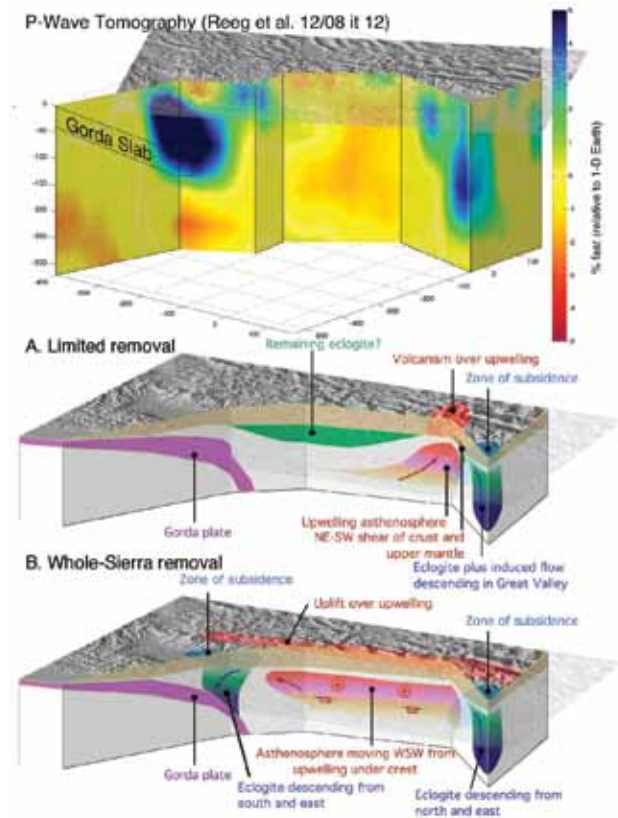 P-Wave Tomography (Reeg et al. 12/08 it 12)
Gorda Slab
% fast (relative to 1-D Earth)
A. Limited removal
Remaining eclogite?
Volcanism over upwelling
Zone of subsidence
Gorda plate
Upwelling asthenosphere
NE-SW shear of crust and
upper mantle
Eclogite plus induced flow
descending in Great Valley
B. Whole-Sierra removal
Zone of subsidence
Uplift over upwelling
Zone of subsidence
Gorda plate
Asthenosphere moving WSW from
upwelling under crest
Eclogite descending from
south and east
Eclogite descending from
north and east